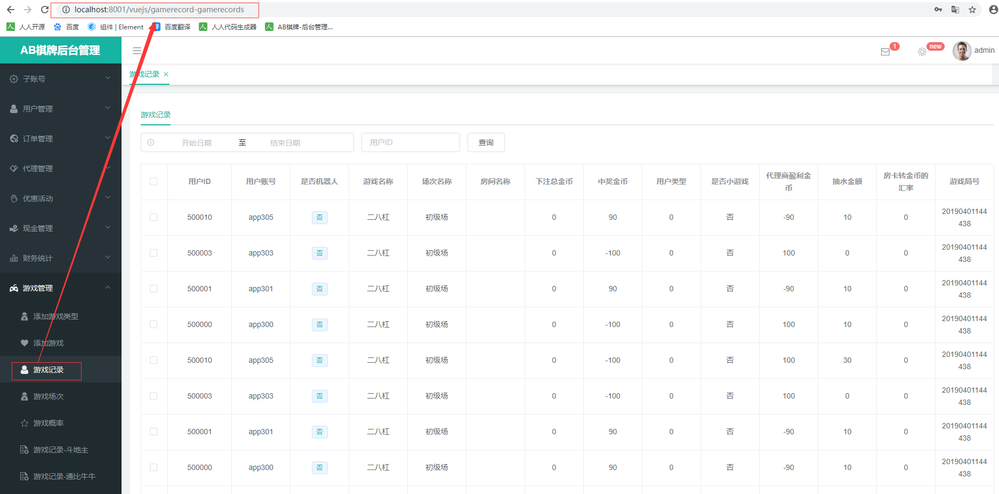 localhost:8001/vuejs/gamerecord-gamerecords
人人开源 百度 组件 | Element 译 百度翻译 人人代码生成器 AB棋牌-后台管理...
AB棋牌后台管理
1
new
admin
游戏记录
子账号
用户管理
订单管理
代理管理
优惠活动
现金管理
财务统计
游戏管理
添加游戏类型
添加游戏
游戏记录
游戏场次
游戏概率
游戏记录-斗地主
游戏记录-通比牛牛
游戏记录
开始日期 至 结束日期 用户ID 查询
用户ID 用户账号 是否机器人 游戏名称 场次名称 房间名称 下注总金币 中奖金币 用户类型 是否小游戏 代理商盈利金币 抽水金额 房卡转金币的汇率 游戏局号
500010 app305 否 二八杠 初级场 0 90 0 否 -90 10 0 20190401144438
500003 app303 否 二八杠 初级场 0 -100 0 否 100 0 0 20190401144438
500001 app301 否 二八杠 初级场 0 90 0 否 -90 10 0 20190401144438
500000 app300 否 二八杠 初级场 0 -100 0 否 100 10 0 20190401144438
500010 app305 否 二八杠 初级场 0 -100 0 否 100 30 0 20190401144438
500003 app303 否 二八杠 初级场 0 -100 0 否 100 0 0 20190401144438
500001 app301 否 二八杠 初级场 0 90 0 否 -90 10 0 20190401144438
500000 app300 否 二八杠 初级场 0 90 0 否 -90 10 0 20190401144438